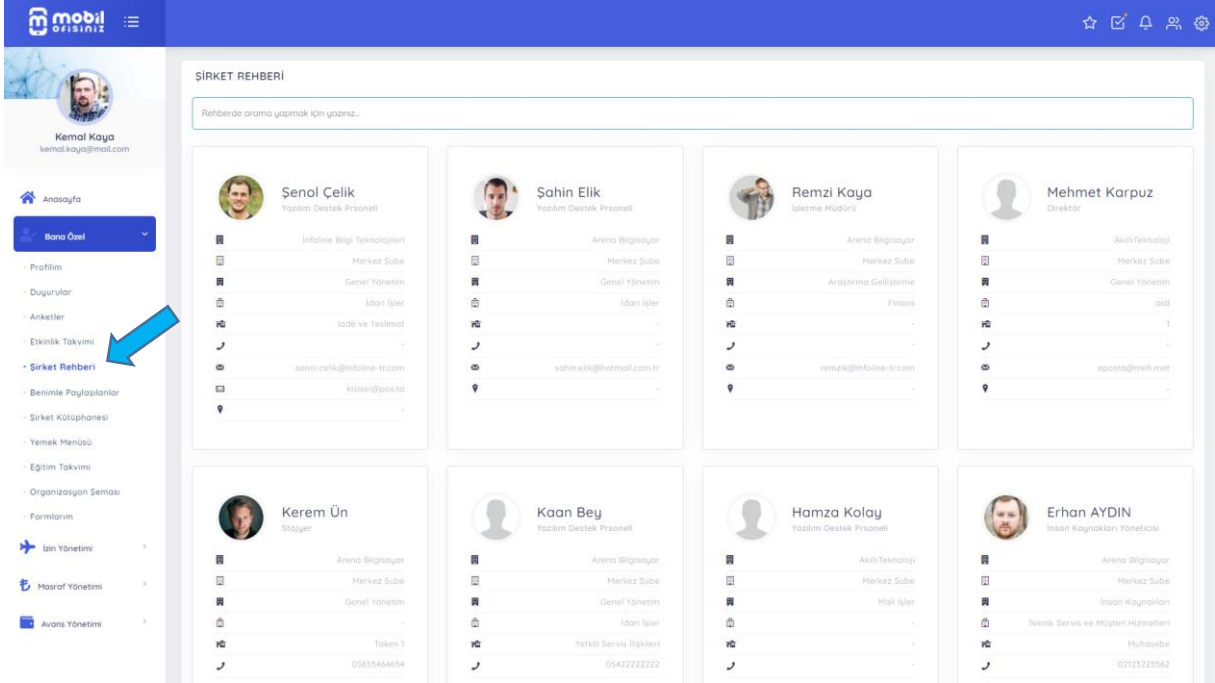 mobil
OFİSİNİZ
Kemal Kaya
kemal.kaya@mail.com
Anasayfa
Bana Özel
Profilim
Duyurular
Anketler
Etkinlik Takvimi
Şirket Rehberi
Benimle Paylaşılanlar
Şirket Kütüphanesi
Yemek Menüsü
Eğitim Takvimi
Organizasyon Şeması
Formlarım
İzin Yönetimi
Masraf Yönetimi
Avans Yönetimi
ŞİRKET REHBERİ
Rehberde arama yapmak için yazınız...
Şenol Çelik
Yazılım Destek Prsoneli
İnfoline Bilgi Teknolojileri
Merkez Şube
Genel Yönetim
İdari İşler
İade ve Teslimat
-
senol.celik@infoline-tr.com
kisisel@pos.ta
-
Şahin Elik
Yazılım Destek Prsoneli
Arena Bilgisayar
Merkez Şube
Genel Yönetim
İdari İşler
-
-
sahin.elik@hotmail.com.tr
-
Remzi Kaya
İşletme Müdürü
Arena Bilgisayar
Merkez Şube
Araştırma Geliliştirme
Finans
-
-
remzik@infoline-tr.com
-
Mehmet Karpuz
Direktör
AkıllıTeknoloji
Merkez Şube
Genel Yönetim
asd
1
-
eposta@meh.met
-
Kerem Ün
Stajyer
Arena Bilgisayar
Merkez Şube
Genel Yönetim
-
Taken 1
05655464654
Kaan Bey
Yazılım Destek Prsoneli
Arena Bilgisayar
Merkez Şube
Genel Yönetim
İdari İşler
Yetkili Servis İlişkileri
05422222222
Hamza Kolay
Yazılım Destek Prsoneli
AkıllıTeknoloji
Merkez Şube
Mali İşler
-
-
-
Erhan AYDIN
İnsan Kaynakları Yöneticisi
Arena Bilgisayar
Merkez Şube
İnsan Kaynakları
Teknik Servis ve Müşteri Hizmetleri
Muhasebe
02123225562